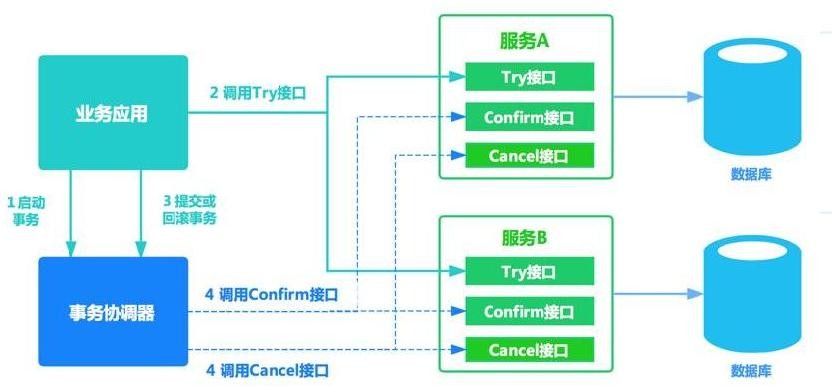 服务A
Try接口
Confirm接口
Cancel接口
数据库
业务应用
2 调用Try接口
1 启动
事务
3 提交或
回滚事务
服务B
Try接口
Confirm接口
Cancel接口
数据库
事务协调器
4 调用Confirm接口
4 调用Cancel接口